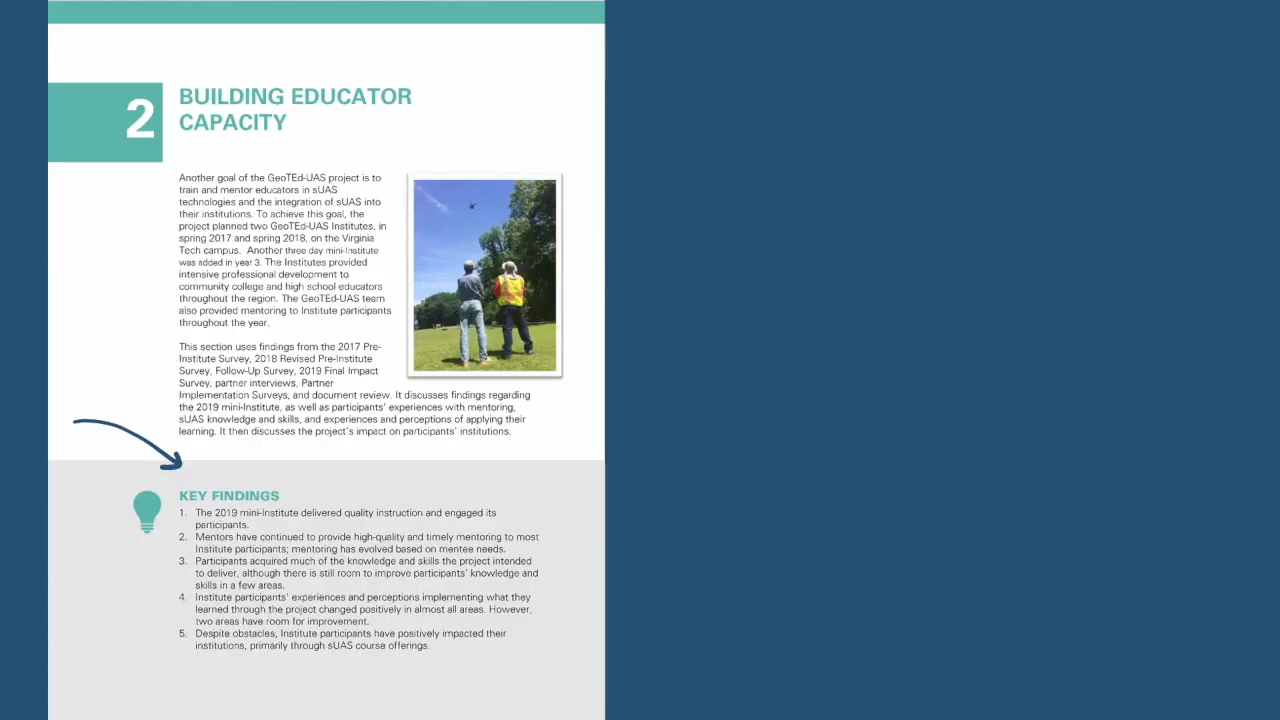 2
BUILDING EDUCATOR
CAPACITY
Another goal of the GeoTEd-UAS project is to
train and mentor educators in sUAS
technologies and the integration of sUAS into
their institutions. To achieve this goal, the
project planned two GeoTEd-UAS Institutes, in
spring 2017 and spring 2018, on the Virginia
Tech campus.  Another three day mini-Institute
was added in year 3. The Institutes provided
intensive professional development to
community college and high school educators
throughout the region. The GeoTEd-UAS team
also provided mentoring to Institute participants
throughout the year.
This section uses findings from the 2017 Pre-
Institute Survey, 2018 Revised Pre-Institute
Survey, Follow-Up Survey, 2019 Final Impact
Survey, partner interviews, Partner
Implementation Surveys, and document review. It discusses findings regarding
the 2019 mini-Institute, as well as participants' experiences with mentoring,
sUAS knowledge and skills, and experiences and perceptions of applying their
learning. It then discusses the project's impact on participants' institutions.
KEY FINDINGS
1. The 2019 mini-Institute delivered quality instruction and engaged its
participants.
2. Mentors have continued to provide high-quality and timely mentoring to most
Institute participants; mentoring has evolved based on mentee needs.
3. Participants acquired much of the knowledge and skills the project intended
to deliver, although there is still room to improve participants' knowledge and
skills in a few areas.
4. Institute participants' experiences and perceptions implementing what they
learned through the project changed positively in almost all areas. However,
two areas have room for improvement.
5. Despite obstacles, Institute participants have positively impacted their
institutions, primarily through sUAS course offerings.